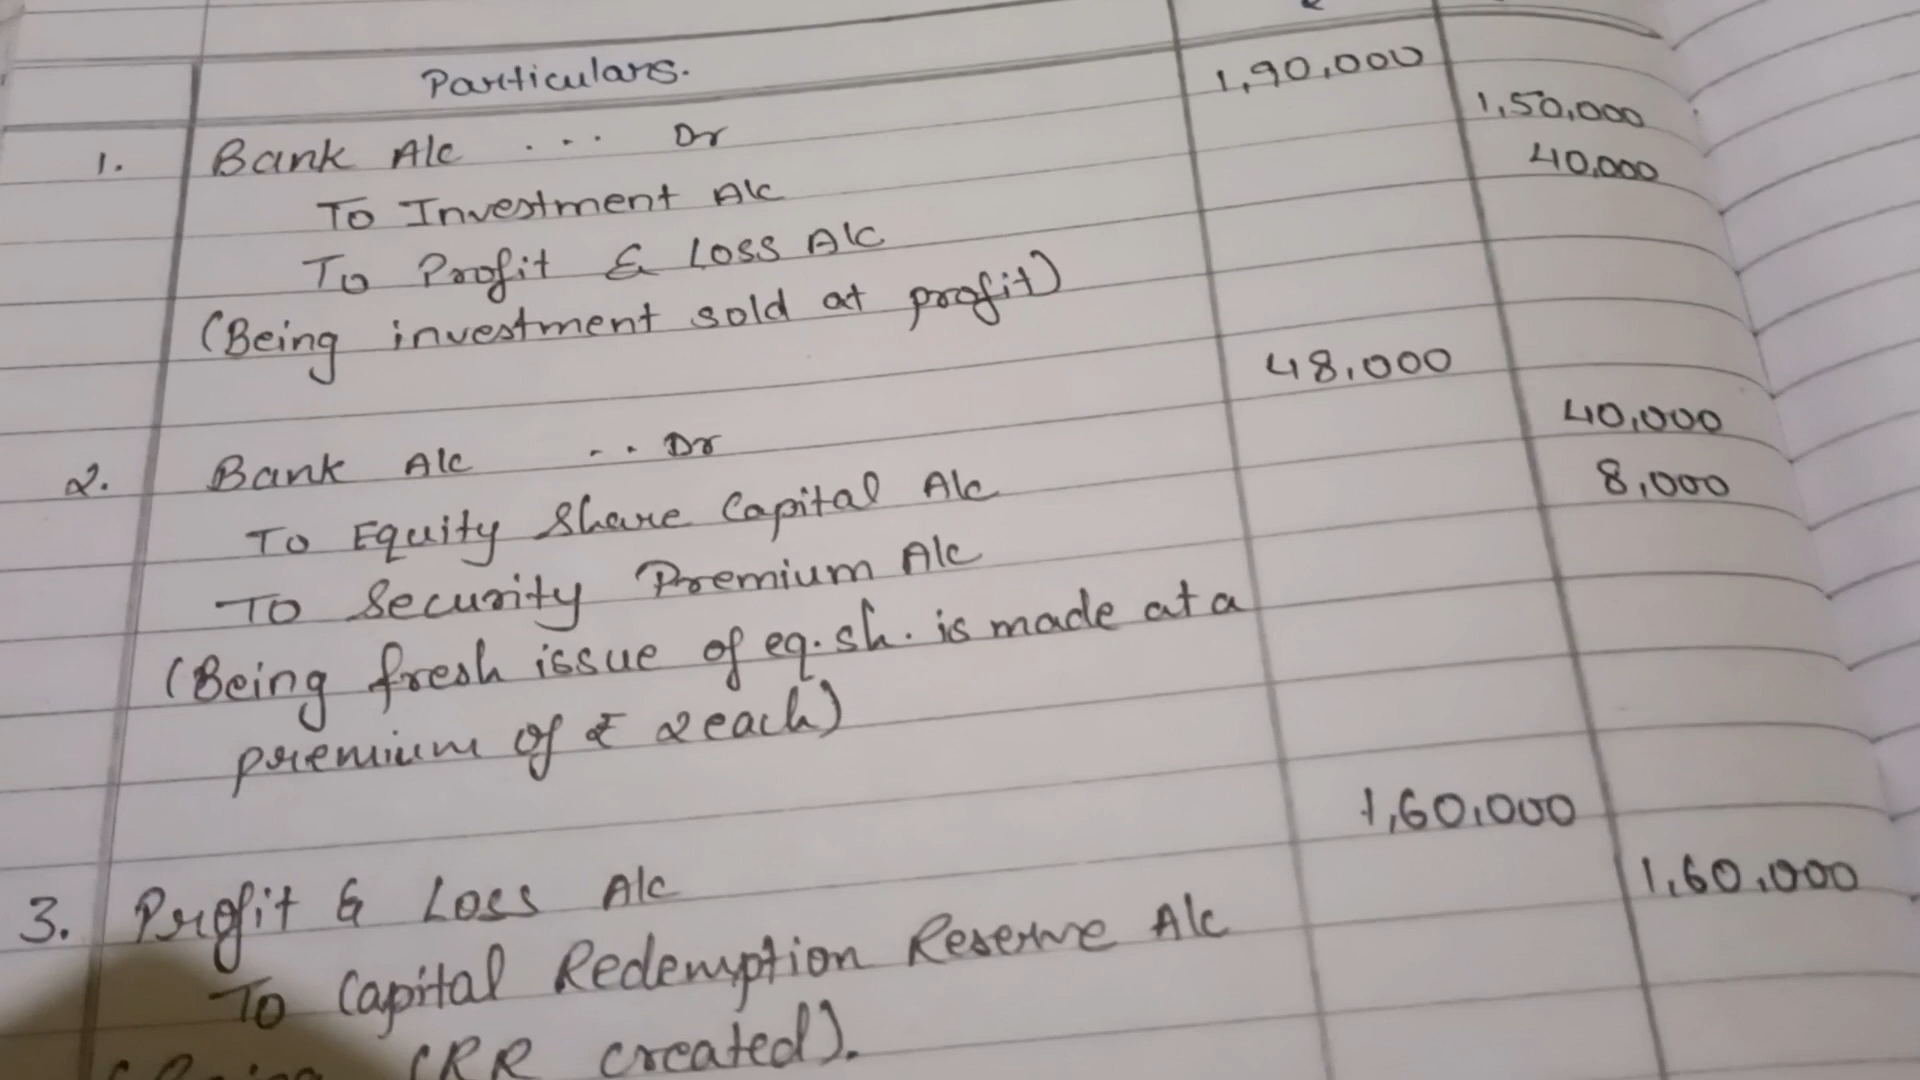 Particulars.
1,90,000
1,50,000
1. Bank A/c ... Dr
40,000
To Investment A/c
To Profit & Loss A/c
(Being investment sold at profit)
48,000
40,000
2. Bank A/c .. Dr
8,000
To Equity Share Capital A/c
To Security Premium A/c
(Being fresh issue of eq. sh. is made at a
premium of ₹ 2 each)
1,60,000
1,60,000
3. Profit & Loss A/c
To Capital Redemption Reserve A/c
(Being CRR created).